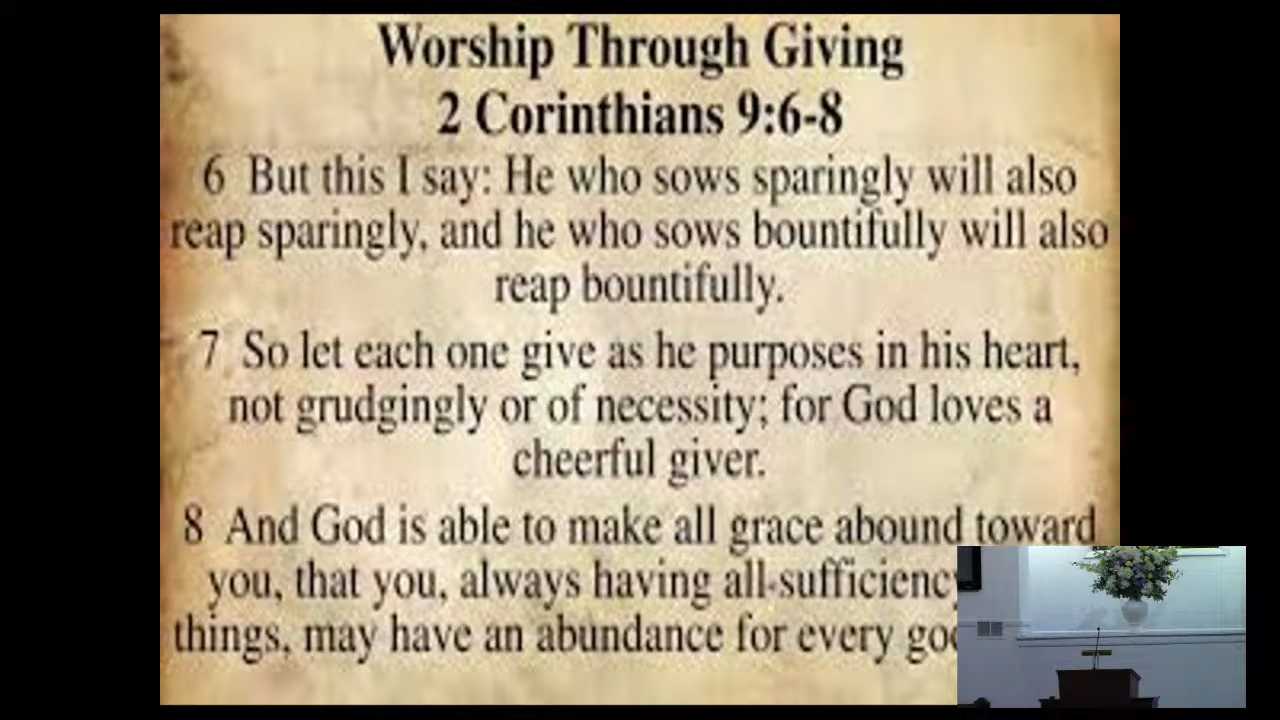 Worship Through Giving
2 Corinthians 9:6-8
6 But this I say: He who sows sparingly will also
reap sparingly, and he who sows bountifully will also
reap bountifully.
7 So let each one give as he purposes in his heart,
not grudgingly or of necessity; for God loves a
cheerful giver.
8 And God is able to make all grace abound toward
you, that you, always having all-sufficiency
things, may have an abundance for every